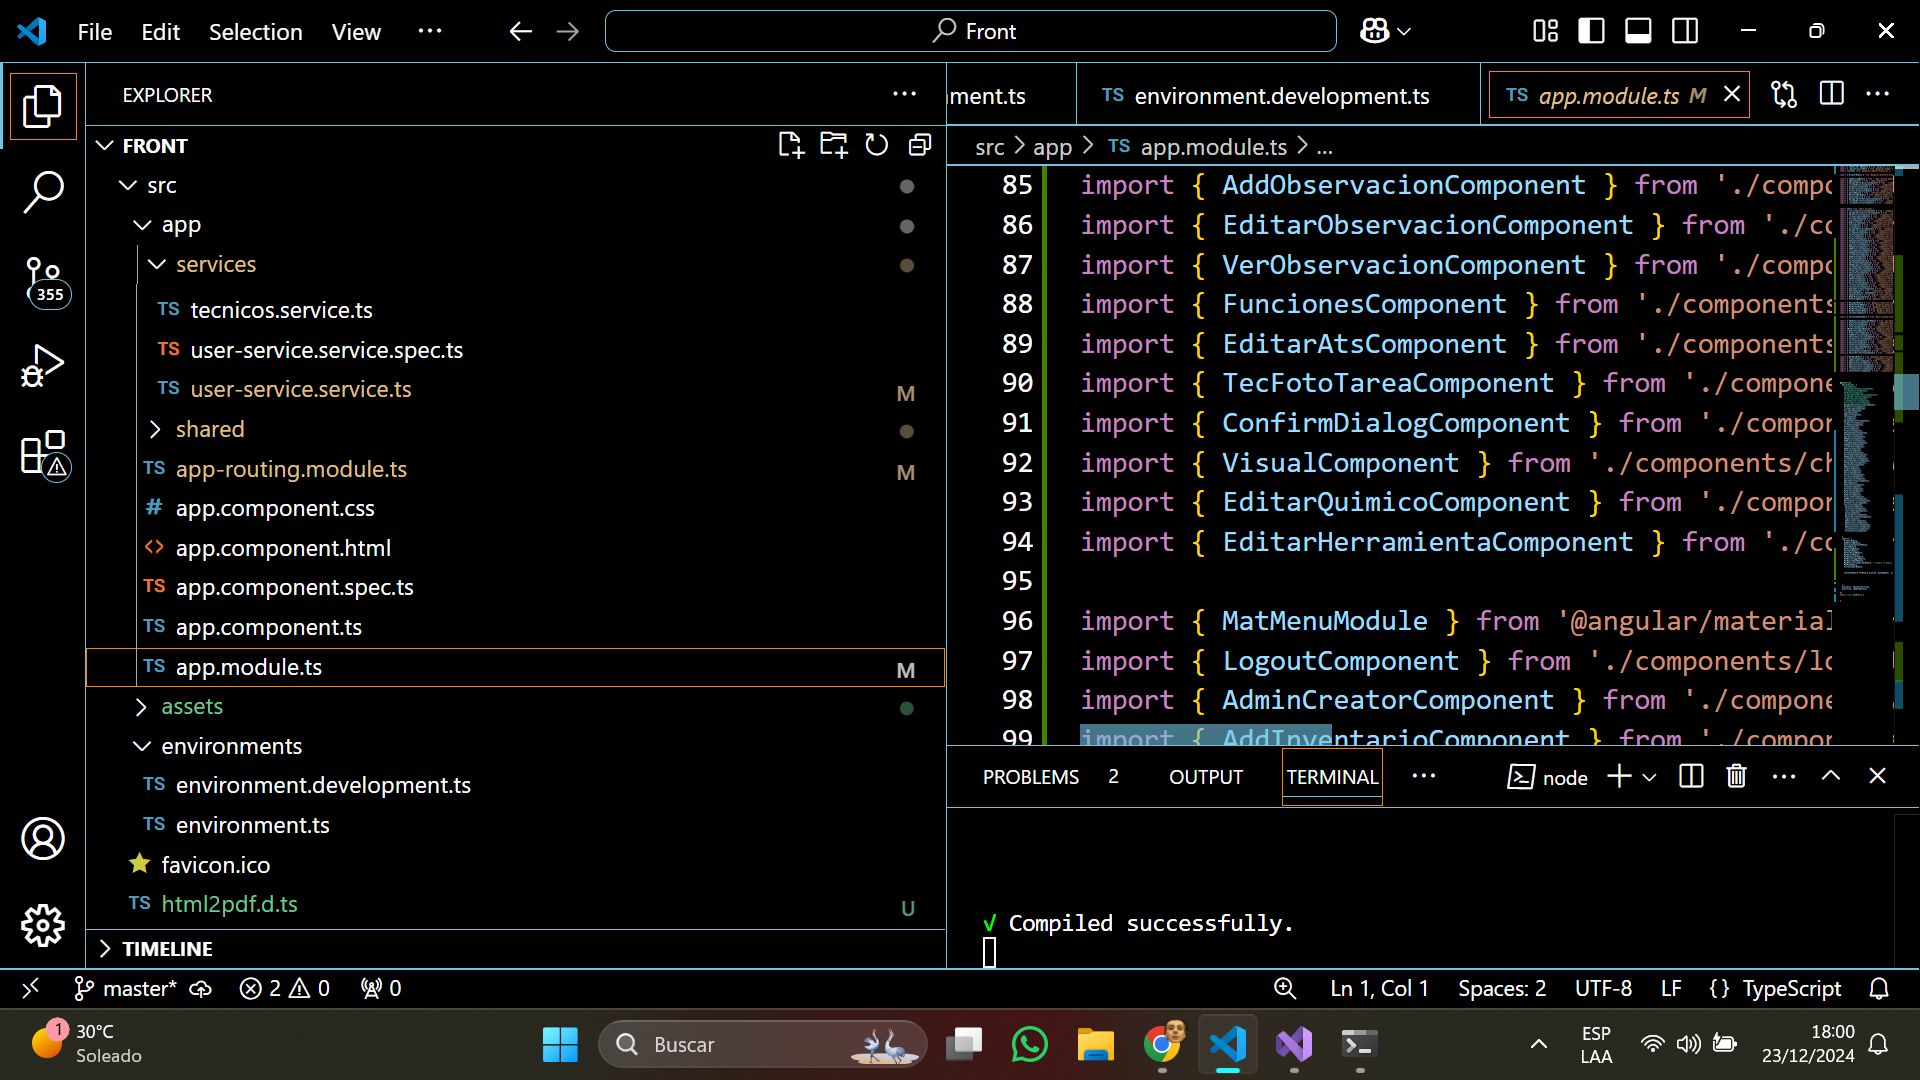 File Edit Selection View ··· Front
EXPLORER
FRONT
src
app
services
TS tecnicos.service.ts
TS user-service.service.spec.ts
TS user-service.service.ts M
shared
TS app-routing.module.ts M
# app.component.css
<> app.component.html
TS app.component.spec.ts
TS app.component.ts
TS app.module.ts M
assets
environments
TS environment.development.ts
TS environment.ts
favicon.ico
TS html2pdf.d.ts U
TIMELINE
355
ment.ts TS environment.development.ts TS app.module.ts M
src > app > TS app.module.ts > ...
85 import { AddObservacionComponent } from './compo
86 import { EditarObservacionComponent } from './co
87 import { VerObservacionComponent } from './compo
88 import { FuncionesComponent } from './components
89 import { EditarAtsComponent } from './components
90 import { TecFotoTareaComponent } from './compone
91 import { ConfirmDialogComponent } from './compon
92 import { VisualComponent } from './components/ch
93 import { EditarQuimicoComponent } from './compon
94 import { EditarHerramientaComponent } from './co
95
96 import { MatMenuModule } from '@angular/material
97 import { LogoutComponent } from './components/lo
98 import { AdminCreatorComponent } from './compone
99 import { AddInventarioComponent } from './compon
PROBLEMS 2 OUTPUT TERMINAL ··· node
√ Compiled successfully.
master* 2 0 0 Ln 1, Col 1 Spaces: 2 UTF-8 LF {} TypeScript
1 30°C
Soleado
Buscar
ESP
LAA
18:00
23/12/2024